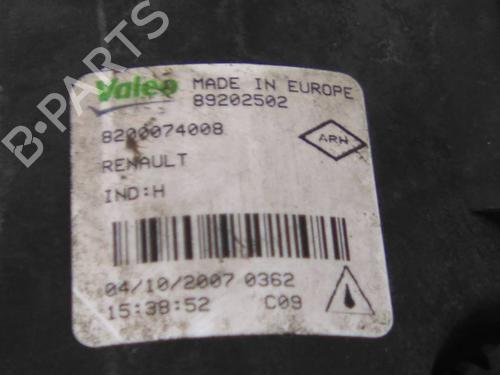 B-PARTS
Valeo MADE IN EUROPE
89202502
8200074008
RENAULT
ARH
IND:H
04/10/2007 0362
15:38:52 C09